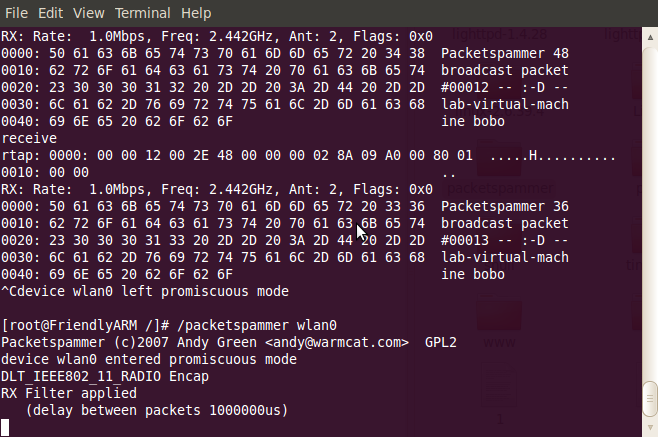 File Edit View Terminal Help
RX: Rate:  1.0Mbps, Freq: 2.442GHz, Ant: 2, Flags: 0x0
0000: 50 61 63 6B 65 74 73 70 61 6D 6D 65 72 20 34 38  Packetspammer 48
0010: 62 72 6F 61 64 63 61 73 74 20 70 61 63 6B 65 74  broadcast packet
0020: 23 30 30 30 31 32 20 2D 2D 20 3A 2D 44 20 2D 2D  #00012 -- :-D --
0030: 6C 61 62 2D 76 69 72 74 75 61 6C 2D 6D 61 63 68  lab-virtual-mach
0040: 69 6E 65 20 62 6F 62 6F                          ine bobo
receive
rtap: 0000: 00 00 12 00 2E 48 00 00 00 02 8A 09 A0 00 80 01  .....H..........
0010: 00 00                                            ..
RX: Rate:  1.0Mbps, Freq: 2.442GHz, Ant: 2, Flags: 0x0
0000: 50 61 63 6B 65 74 73 70 61 6D 6D 65 72 20 33 36  Packetspammer 36
0010: 62 72 6F 61 64 63 61 73 74 20 70 61 63 6B 65 74  broadcast packet
0020: 23 30 30 30 31 33 20 2D 2D 20 3A 2D 44 20 2D 2D  #00013 -- :-D --
0030: 6C 61 62 2D 76 69 72 74 75 61 6C 2D 6D 61 63 68  lab-virtual-mach
0040: 69 6E 65 20 62 6F 62 6F                          ine bobo
^Cdevice wlan0 left promiscuous mode
[root@FriendlyARM /]# /packetspammer wlan0
Packetspammer (c)2007 Andy Green <andy@warmcat.com>  GPL2
device wlan0 entered promiscuous mode
DLT_IEEE802_11_RADIO Encap
RX Filter applied
   (delay between packets 1000000us)
lighttpd-1.4.28
packetspammer
www
1